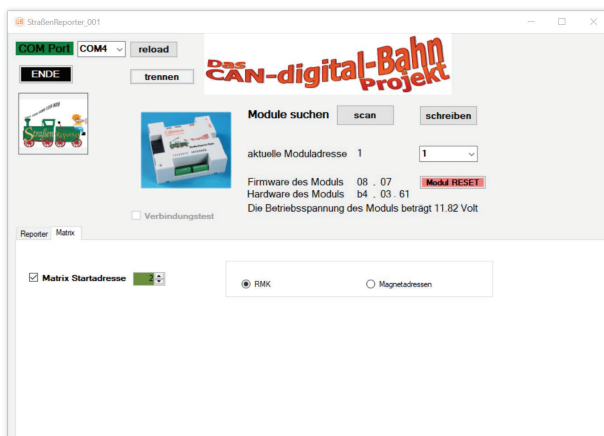 StraßenReporter_001
COM Port COM4 reload
ENDE trennen
Das
CAN-digital-Bahn
Projekt
Straßen
Module suchen scan schreiben
aktuelle Moduladresse 1 1
Firmware des Moduls 08 . 07 Modul RESET
Hardware des Moduls b4 . 03 . 61
Die Betriebsspannung des Moduls beträgt 11.82 Volt
Verbindungstest
Reporter Matrix
Matrix Startadresse 2 RMK Magnetadressen